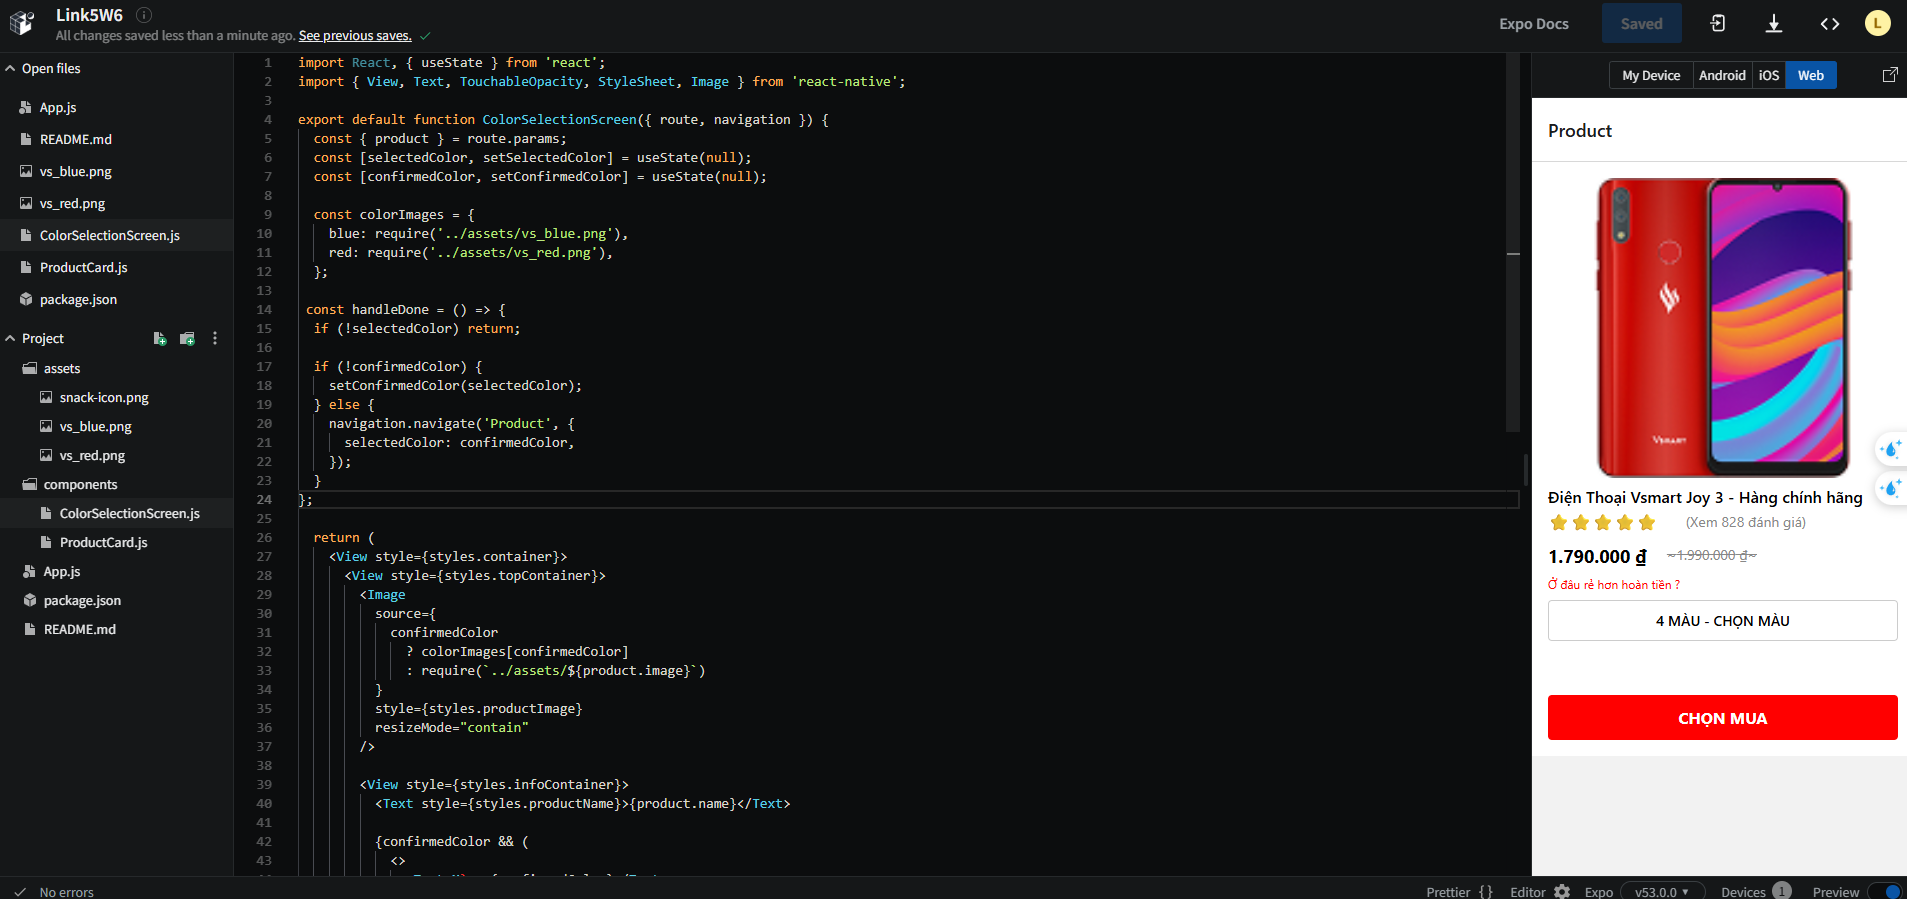 Link5W6
All changes saved less than a minute ago. See previous saves.
Expo Docs
Saved
L
Open files
App.js
README.md
vs_blue.png
vs_red.png
ColorSelectionScreen.js
ProductCard.js
package.json
Project
assets
snack-icon.png
vs_blue.png
vs_red.png
components
ColorSelectionScreen.js
ProductCard.js
App.js
package.json
README.md
1 import React, { useState } from 'react';
2 import { View, Text, TouchableOpacity, StyleSheet, Image } from 'react-native';
3
4 export default function ColorSelectionScreen({ route, navigation }) {
5 const { product } = route.params;
6 const [selectedColor, setSelectedColor] = useState(null);
7 const [confirmedColor, setConfirmedColor] = useState(null);
8
9 const colorImages = {
10 blue: require('../assets/vs_blue.png'),
11 red: require('../assets/vs_red.png'),
12 };
13
14 const handleDone = () => {
15 if (!selectedColor) return;
16
17 if (!confirmedColor) {
18 setConfirmedColor(selectedColor);
19 } else {
20 navigation.navigate('Product', {
21 selectedColor: confirmedColor,
22 });
23 }
24 };
25
26 return (
27 <View style={styles.container}>
28 <View style={styles.topContainer}>
29 <Image
30 source={
31 confirmedColor
32 ? colorImages[confirmedColor]
33 : require(`../assets/${product.image}`)
34 }
35 style={styles.productImage}
36 resizeMode="contain"
37 />
38
39 <View style={styles.infoContainer}>
40 <Text style={styles.productName}>{product.name}</Text>
41
42 {confirmedColor && (
43 <>
My Device
Android
iOS
Web
Product
VSMART
Điện Thoại Vsmart Joy 3 - Hàng chính hãng
(Xem 828 đánh giá)
1.790.000 ₫ ~1.990.000 ₫~
Ở đâu rẻ hơn hoàn tiền ?
4 MÀU - CHỌN MÀU
CHỌN MUA
No errors
Prettier { }
Editor
Expo
v53.0.0
Devices 1
Preview